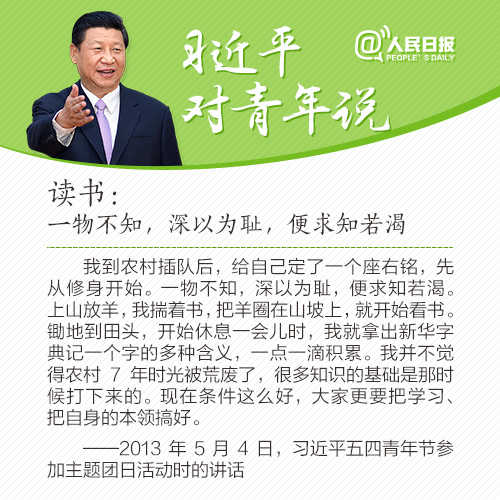 习近平
对青年说
@人民日报
PEOPLE'S DAILY
读书：
一物不知，深以为耻，便求知若渴
我到农村插队后，给自己定了一个座右铭，先
从修身开始。一物不知，深以为耻，便求知若渴。
上山放羊，我揣着书，把羊圈在山坡上，就开始看书。
锄地到田头，开始休息一会儿时，我就拿出新华字
典记一个字的多种含义，一点一滴积累。我并不觉
得农村 7 年时光被荒废了，很多知识的基础是那时
候打下来的。现在条件这么好，大家更要把学习、
把自身的本领搞好。
——2013 年 5 月 4 日，习近平五四青年节参
加主题团日活动时的讲话